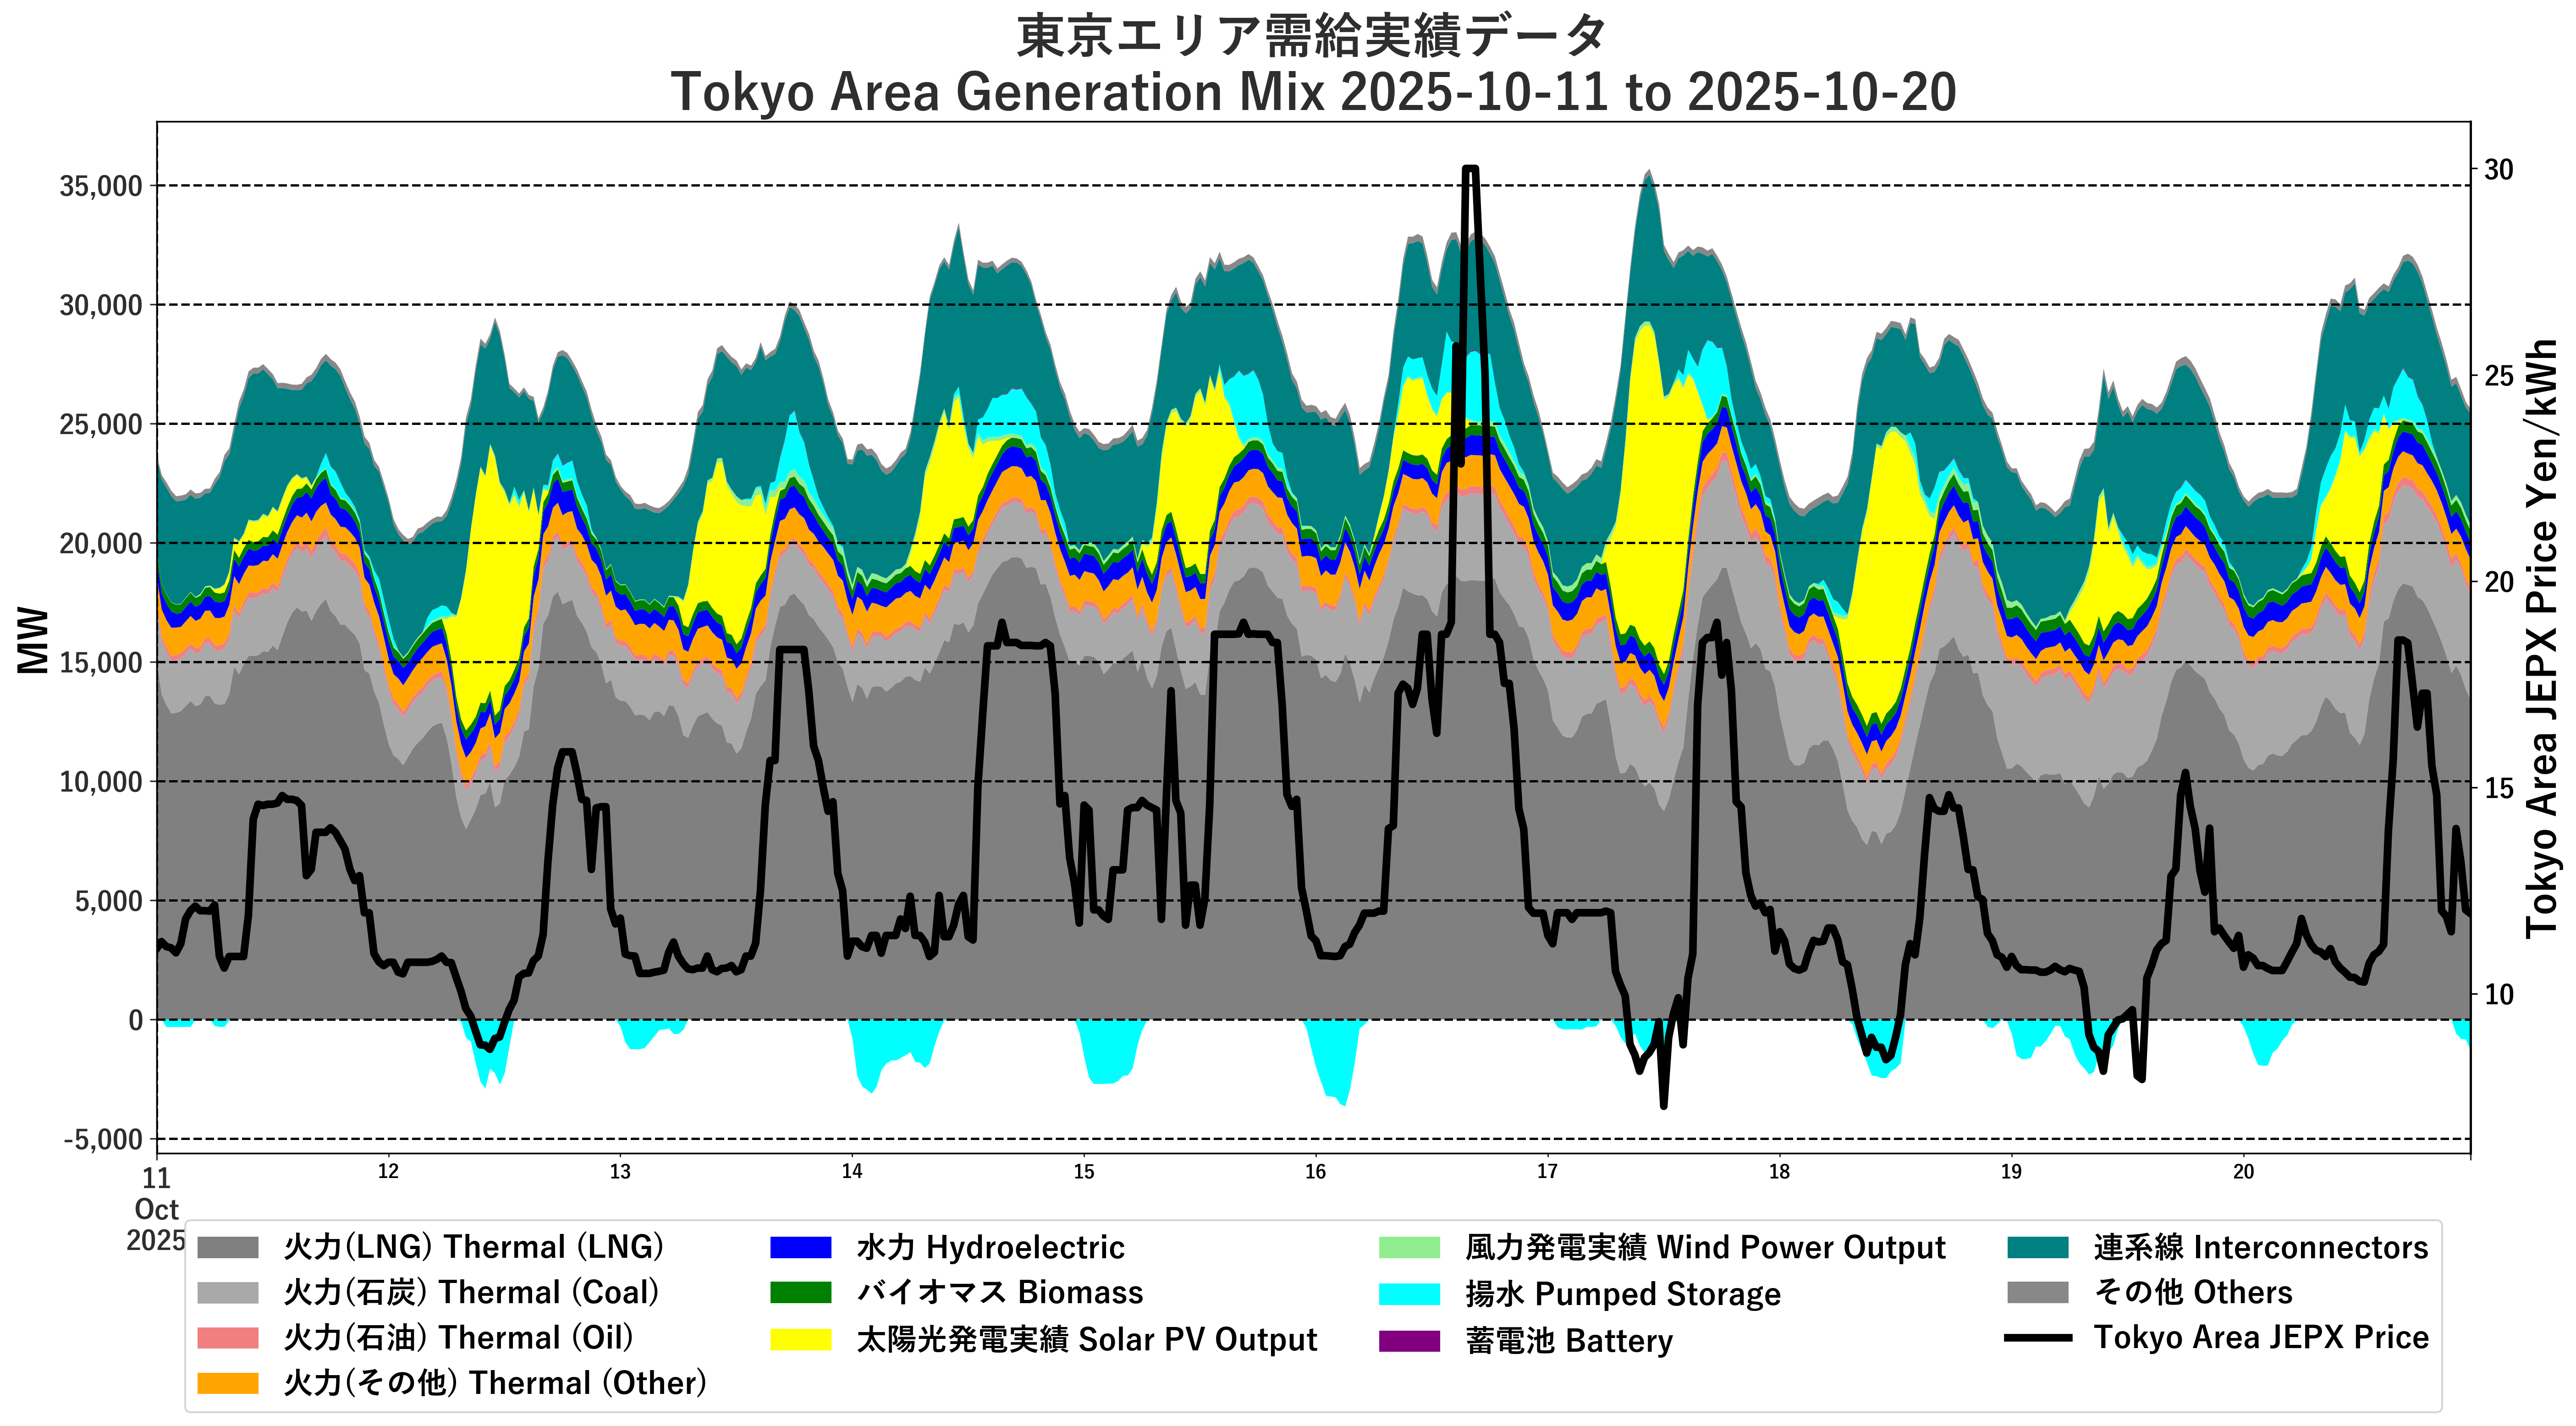 東京エリア需給実績データ
Tokyo Area Generation Mix 2025-10-11 to 2025-10-20
MW
35,000
30,000
25,000
20,000
15,000
10,000
5,000
0
-5,000
30
25
20
15
10
Tokyo Area JEPX Price Yen/kWh
11
Oct
2025
12
13
14
15
16
17
18
19
20
火力(LNG) Thermal (LNG)
火力(石炭) Thermal (Coal)
火力(石油) Thermal (Oil)
火力(その他) Thermal (Other)
水力 Hydroelectric
バイオマス Biomass
太陽光発電実績 Solar PV Output
風力発電実績 Wind Power Output
揚水 Pumped Storage
蓄電池 Battery
連系線 Interconnectors
その他 Others
Tokyo Area JEPX Price